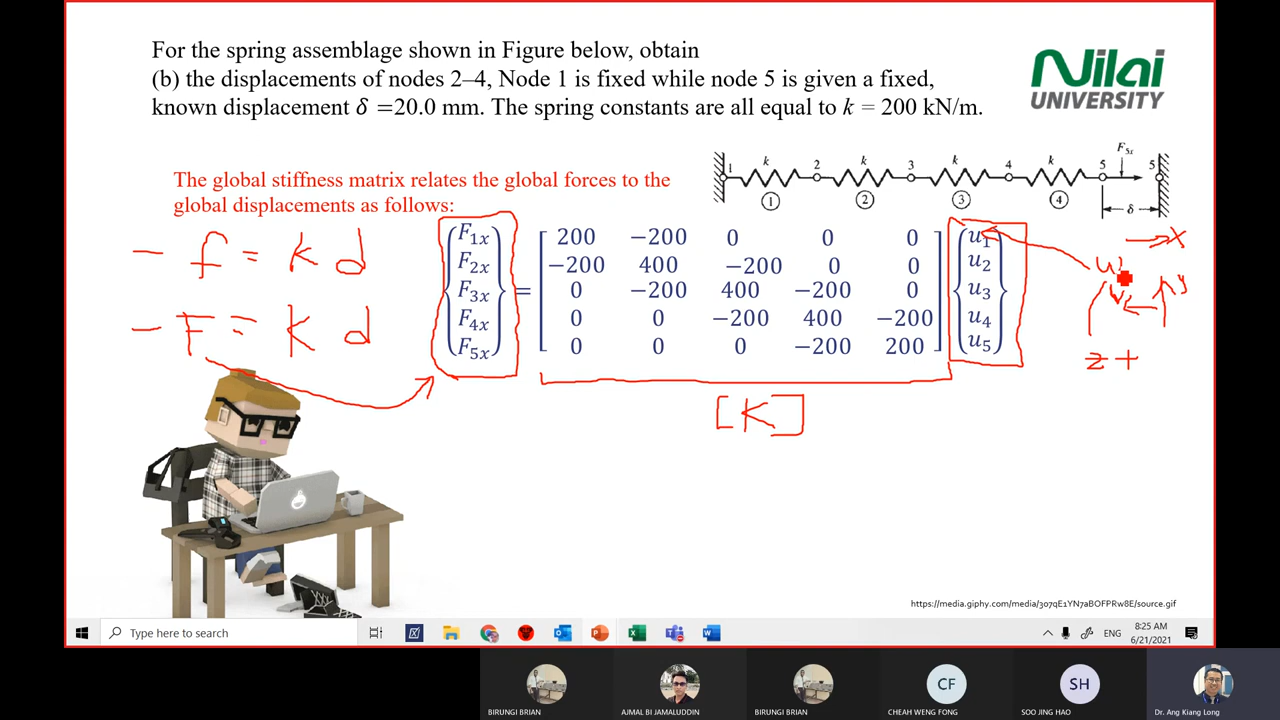 For the spring assemblage shown in Figure below, obtain
(b) the displacements of nodes 2–4, Node 1 is fixed while node 5 is given a fixed,
known displacement δ =20.0 mm. The spring constants are all equal to k = 200 kN/m.
Nilai
UNIVERSITY
The global stiffness matrix relates the global forces to the
global displacements as follows:
1 k 2 k 3 k 4 k 5 F5x 5
1 2 3 4 δ
- f = k d
- F = K d
F1x 200 −200 0 0 0 u1
F2x −200 400 −200 0 0 u2
F3x = 0 −200 400 −200 0 u3
F4x 0 0 −200 400 −200 u4
F5x 0 0 0 −200 200 u5
→ x
u
v ← y
z +
[K]
https://media.giphy.com/media/3o7qE1YN7aBOFPRw8E/source.gif
Type here to search
ENG
8:25 AM
6/21/2021
BIRUNGI BRIAN
AJMAL BI JAMALUDDIN
BIRUNGI BRIAN
CF
CHEAH WENG FONG
SH
SOO JING HAO
Dr. Ang Kiang Long